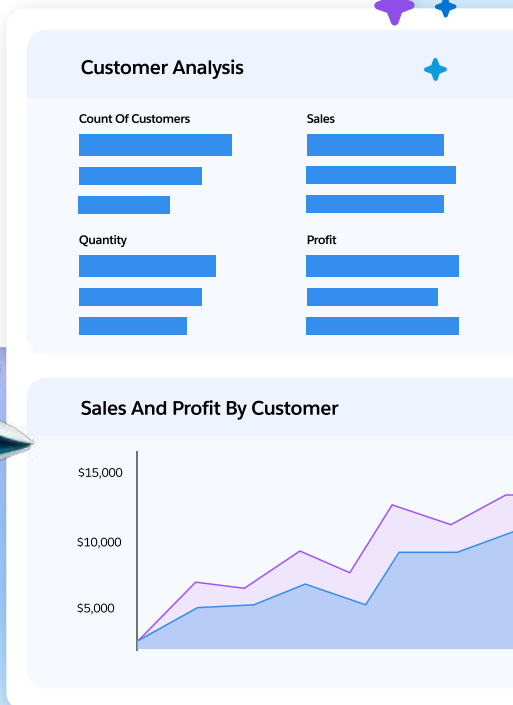 Customer Analysis
Count Of Customers
Sales
Quantity
Profit
Sales And Profit By Customer
$15,000
$10,000
$5,000